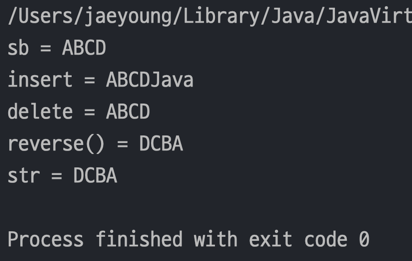 /Users/jaeyoung/Library/Java/JavaVirt
sb = ABCD
insert = ABCDJava
delete = ABCD
reverse() = DCBA
str = DCBA
Process finished with exit code 0